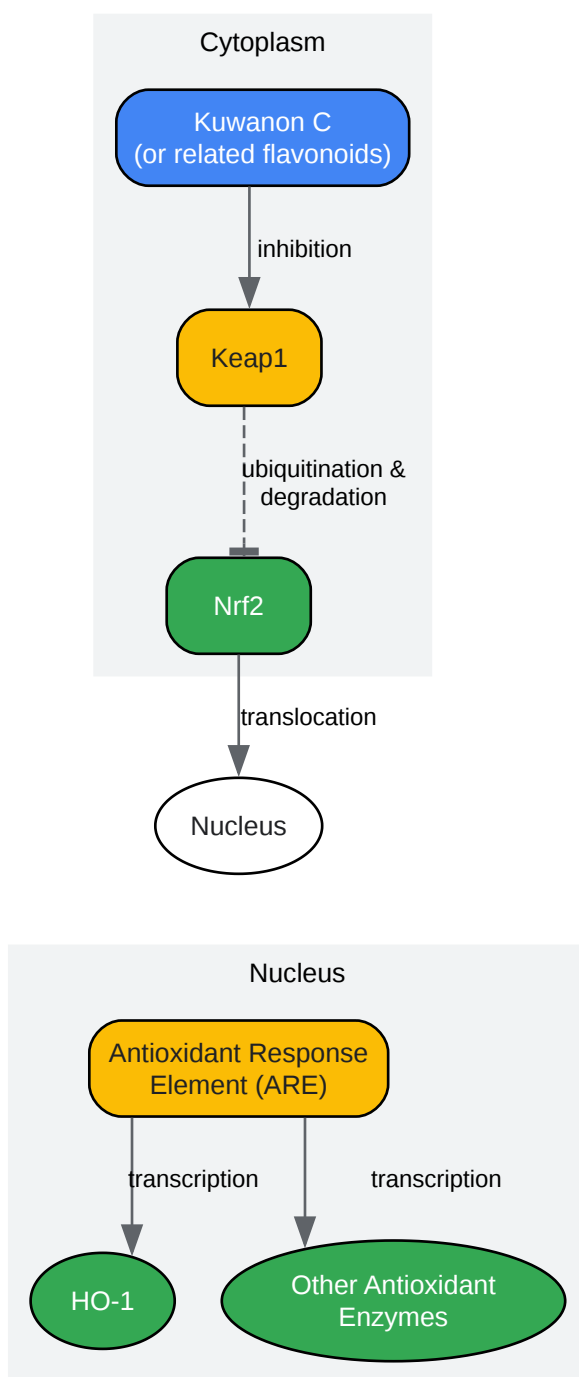 Cytoplasm
Kuwanon C
(or related flavonoids)
inhibition
Keap1
ubiquitination &
degradation
Nrf2
translocation
Nucleus
Nucleus
Antioxidant Response
Element (ARE)
transcription
transcription
HO-1
Other Antioxidant
Enzymes